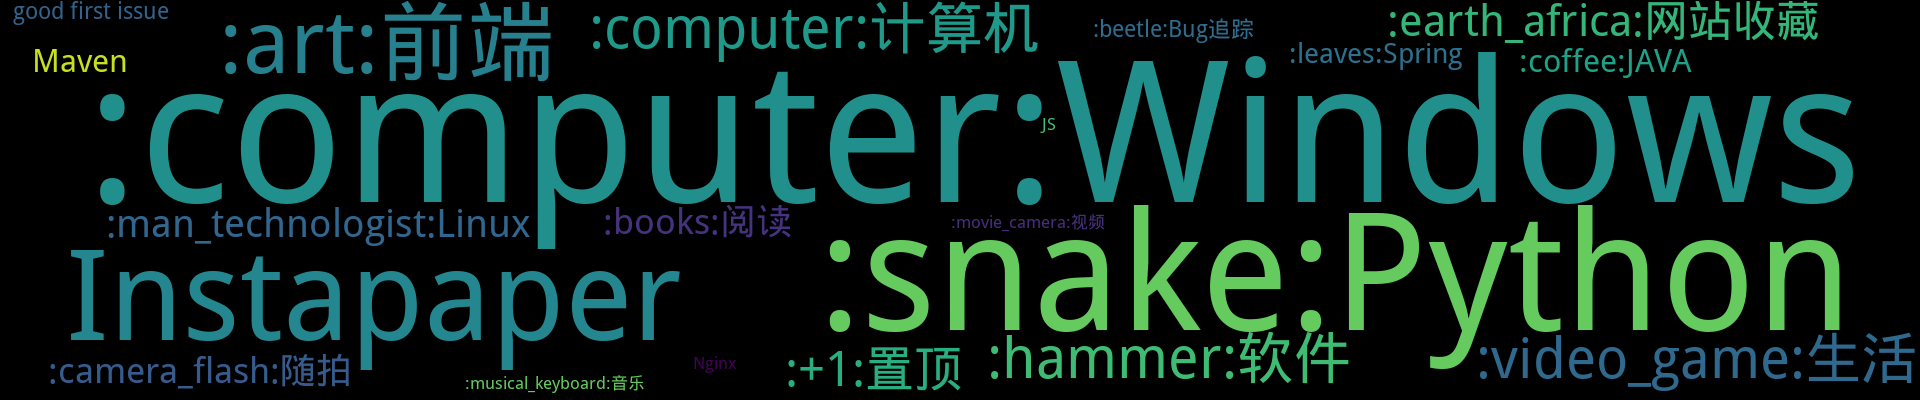 good first issue
:art:前端
:computer:计算机
:beetle:Bug追踪
:earth_africa:网站收藏
Maven
:leaves:Spring
:coffee:JAVA
:computer:Windows
JS
:man_technologist:Linux
:books:阅读
:movie_camera:视频
Instapaper
:snake:Python
:camera_flash:随拍
:musical_keyboard:音乐
Nginx
:+1:置顶
:hammer:软件
:video_game:生活